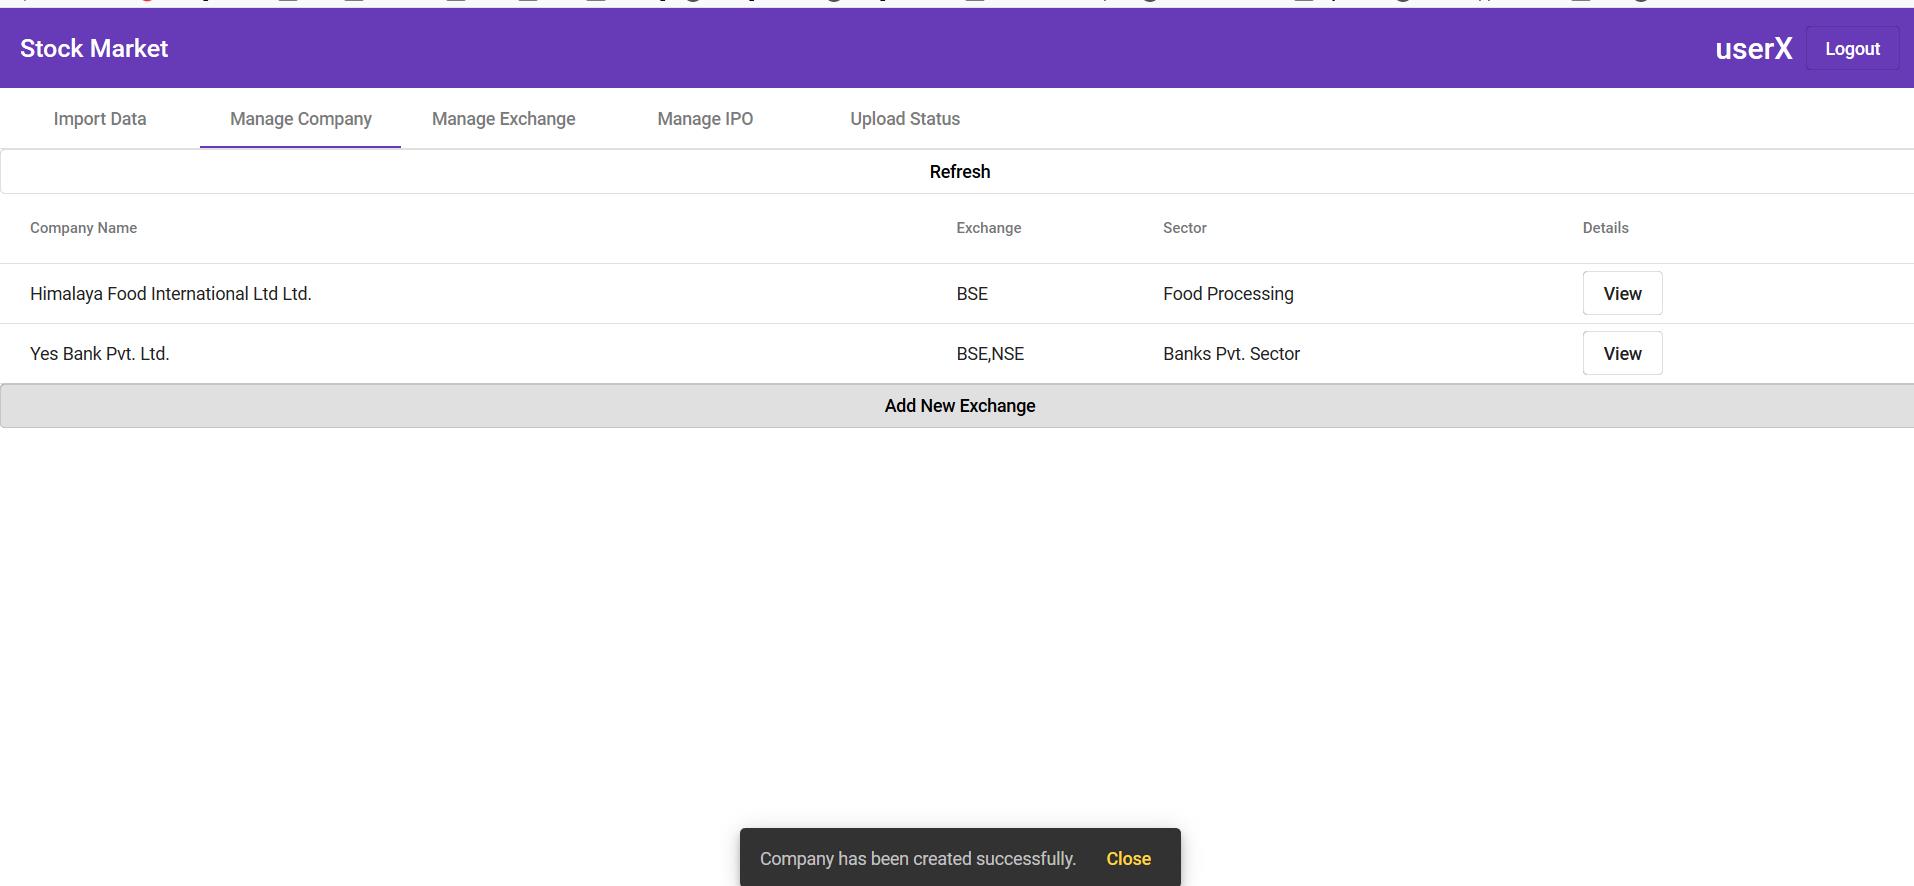 Stock Market
userX Logout
Import Data Manage Company Manage Exchange Manage IPO Upload Status
Refresh
Company Name Exchange Sector Details
Himalaya Food International Ltd Ltd. BSE Food Processing View
Yes Bank Pvt. Ltd. BSE,NSE Banks Pvt. Sector View
Add New Exchange
Company has been created successfully. Close